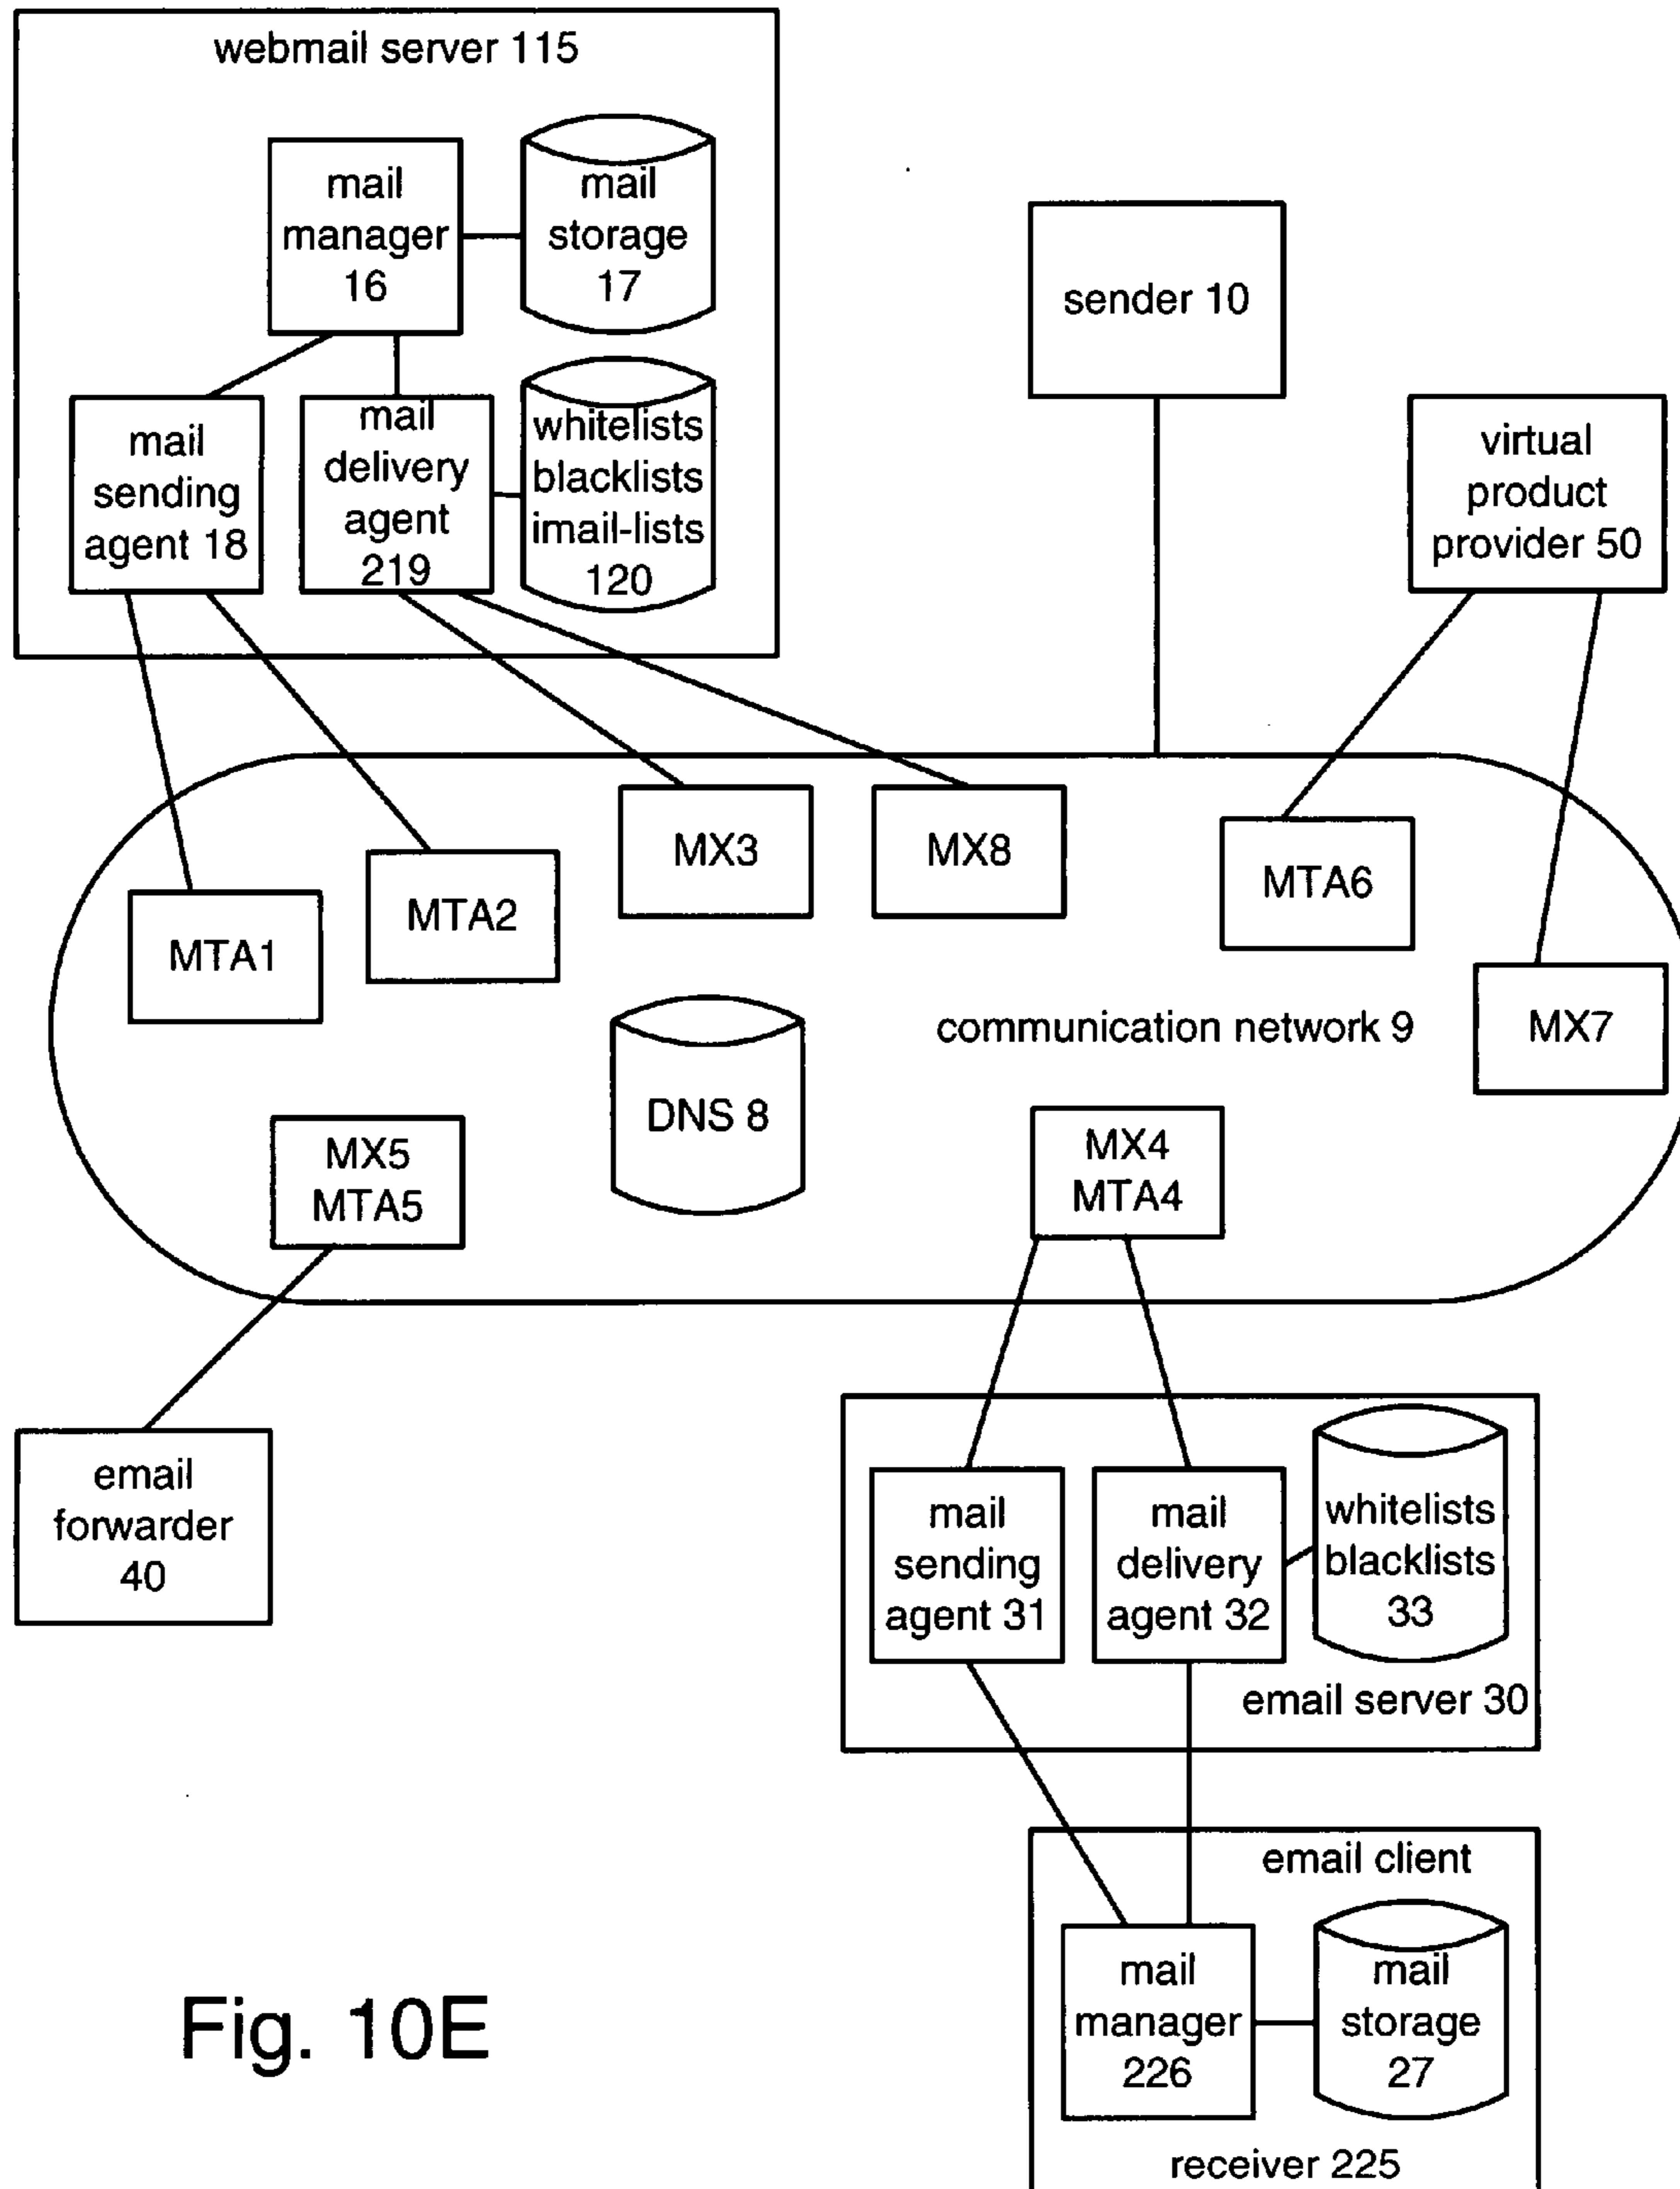 webmail server 115
mail
manager
16
mail
storage
17
sender 10
mail
sending
agent 18
mail
delivery
agent
219
whitelists
blacklists
imail-lists
120
virtual
product
provider 50
MX3
MX8
MTA6
MTA2
MTA1
communication network 9
MX7
DNS 8
MX5
MTA5
MX4
MTA4
email
forwarder
40
mail
sending
agent 31
mail
delivery
agent 32
whitelists
blacklists
33
email server 30
email client
mail
manager
226
mail
storage
27
receiver 225
Fig. 10E